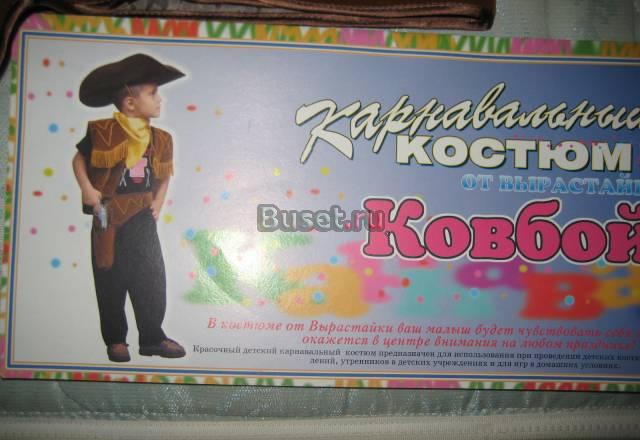 Карнавальный
КОСТЮМ
ОТ ВЫРАСТАЙ
Ковбой
Buset.ru
В костюме от Вырастайки ваш малыш будет чувствовать
окажется в центре внимания на любом празднике!
Красочный детский карнавальный костюм предназначен для использования при проведении детских
лений, утренников в детских учреждениях и для игр в домашних условиях.